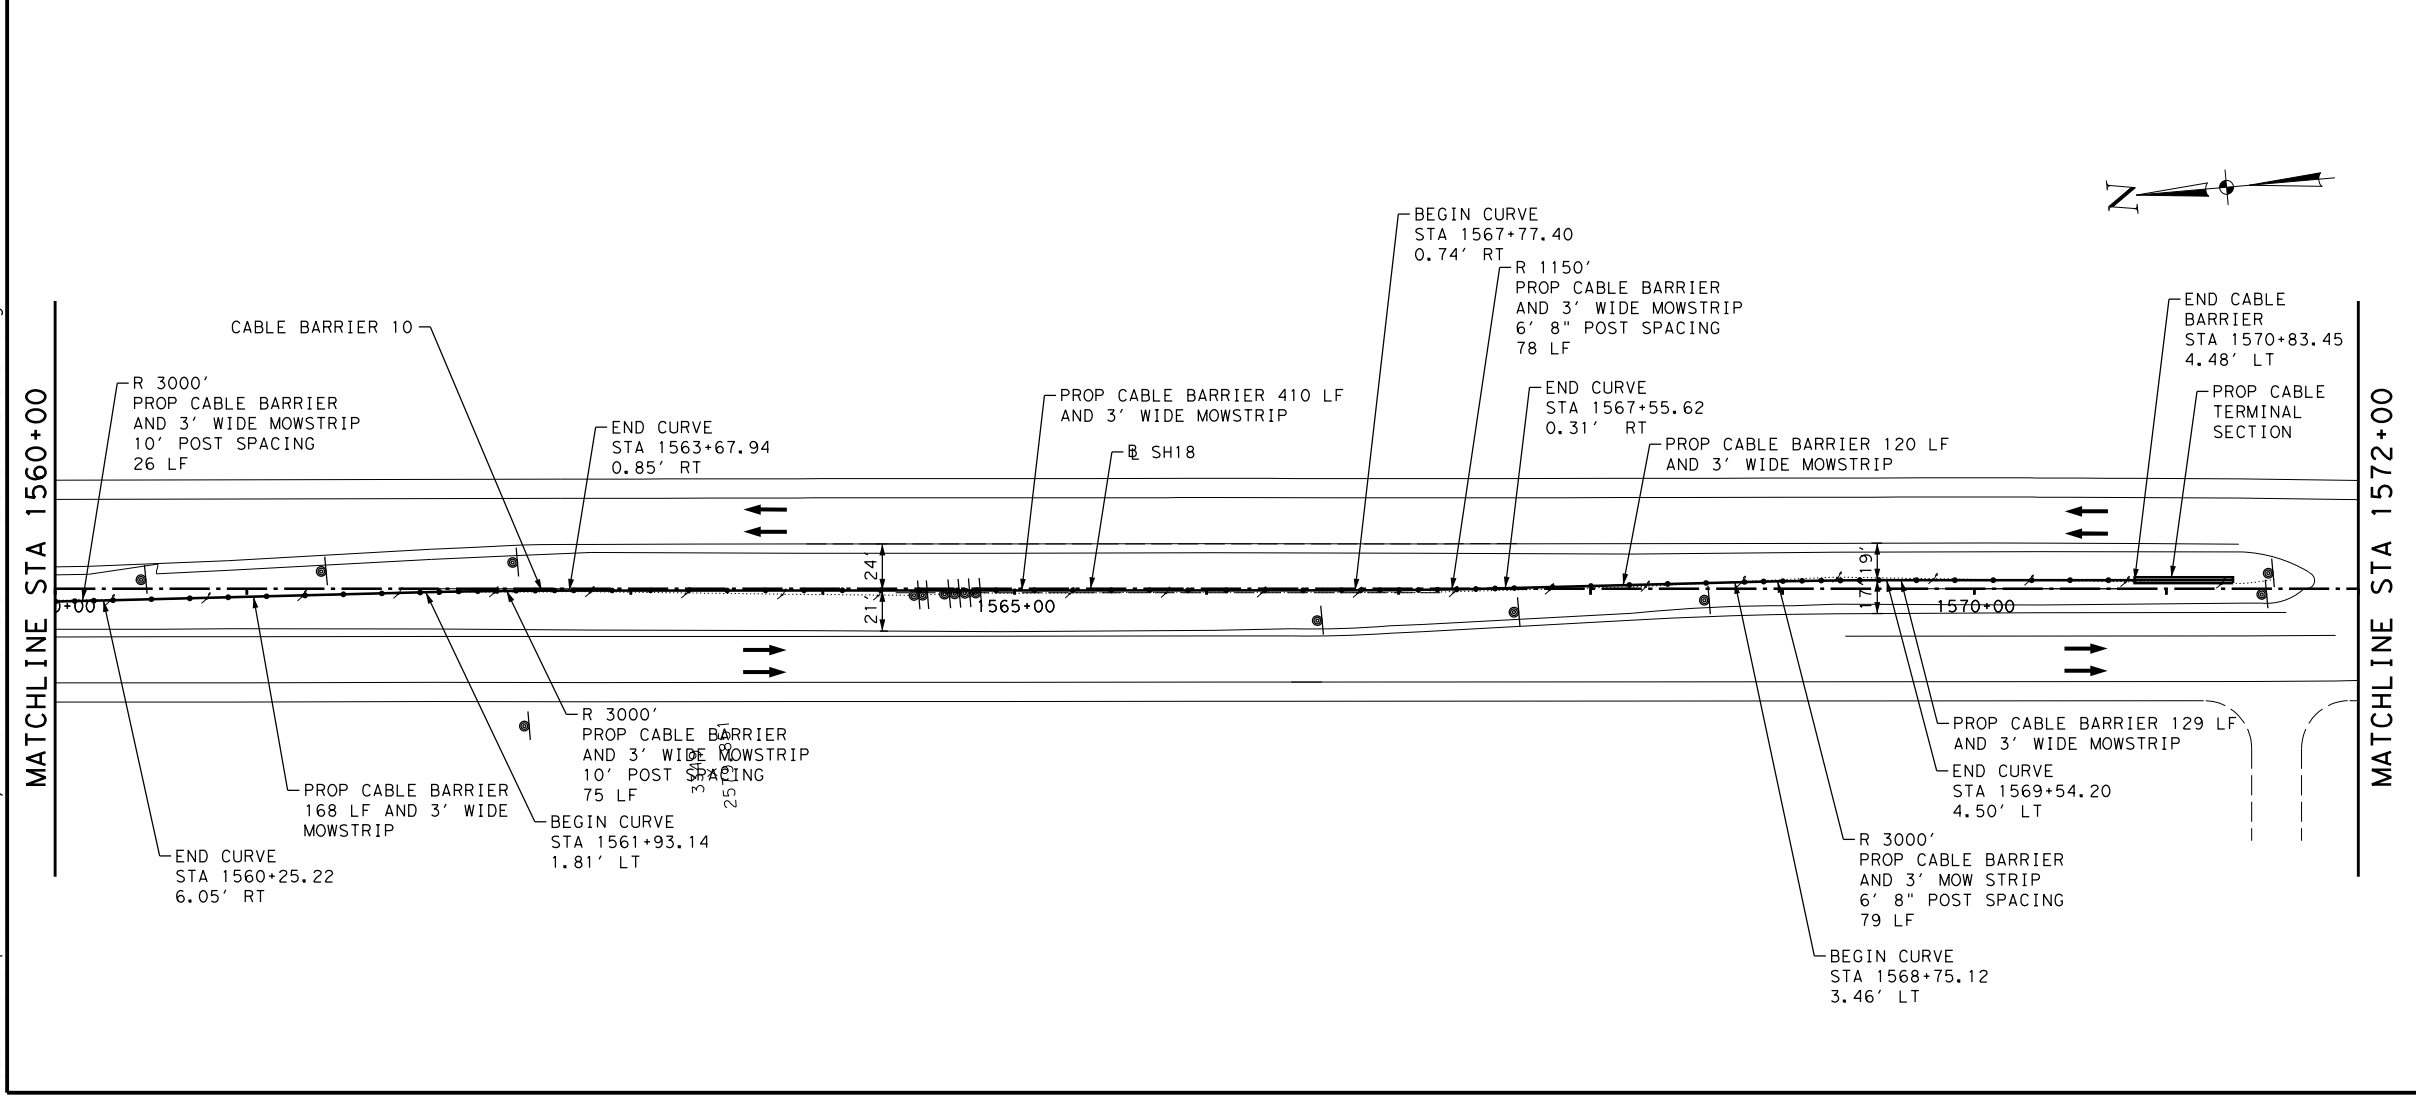 N
BEGIN CURVE
STA 1567+77.40
0.74' RT
R 1150'
PROP CABLE BARRIER
AND 3' WIDE MOWSTRIP
6' 8" POST SPACING
78 LF
END CABLE
BARRIER
STA 1570+83.45
4.48' LT
CABLE BARRIER 10
R 3000'
PROP CABLE BARRIER
AND 3' WIDE MOWSTRIP
10' POST SPACING
26 LF
END CURVE
STA 1563+67.94
0.85' RT
PROP CABLE BARRIER 410 LF
AND 3' WIDE MOWSTRIP
℄ SH18
END CURVE
STA 1567+55.62
0.31' RT
PROP CABLE BARRIER 120 LF
AND 3' WIDE MOWSTRIP
PROP CABLE
TERMINAL
SECTION
MATCHLINE STA 1560+00
MATCHLINE STA 1572+00
24'
21'
19'
17'
0+00
1565+00
1570+00
R 3000'
PROP CABLE BARRIER
AND 3' WIDE MOWSTRIP
10' POST SPACING
75 LF
PROP CABLE BARRIER
168 LF AND 3' WIDE
MOWSTRIP
BEGIN CURVE
STA 1561+93.14
1.81' LT
END CURVE
STA 1560+25.22
6.05' RT
PROP CABLE BARRIER 129 LF
AND 3' WIDE MOWSTRIP
END CURVE
STA 1569+54.20
4.50' LT
R 3000'
PROP CABLE BARRIER
AND 3' MOW STRIP
6' 8" POST SPACING
79 LF
BEGIN CURVE
STA 1568+75.12
3.46' LT